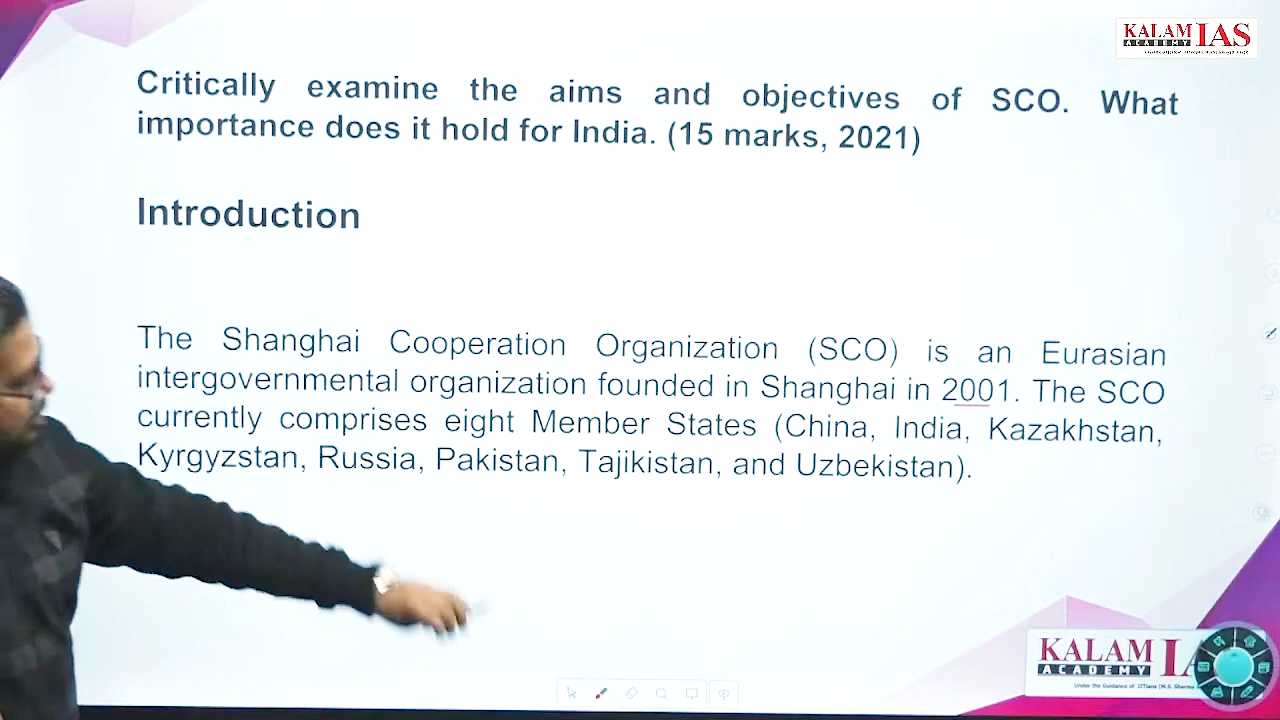 KALAM IAS
ACADEMY
Critically examine the aims and objectives of SCO. What
importance does it hold for India. (15 marks, 2021)
Introduction
The Shanghai Cooperation Organization (SCO) is an Eurasian
intergovernmental organization founded in Shanghai in 2001. The SCO
currently comprises eight Member States (China, India, Kazakhstan,
Kyrgyzstan, Russia, Pakistan, Tajikistan, and Uzbekistan).
KALAM IA
ACADEMY
Under the Guidance of IITians (M.S. Sharma